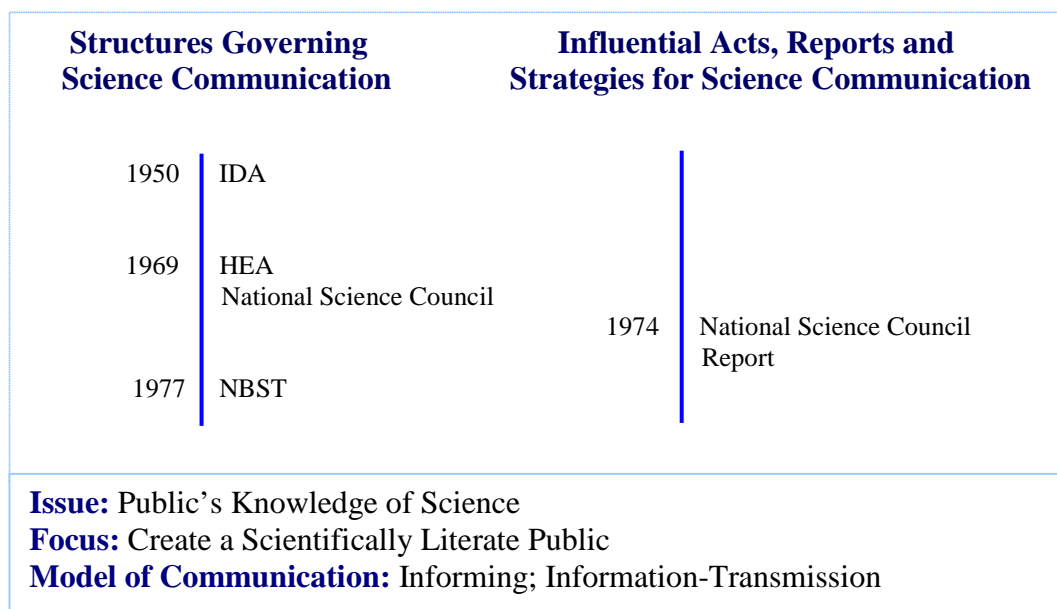 Structures Governing
Science Communication
Influential Acts, Reports and
Strategies for Science Communication
1950 IDA
1969 HEA
National Science Council
1977 NBST
1974 National Science Council
Report
Issue: Public’s Knowledge of Science
Focus: Create a Scientifically Literate Public
Model of Communication: Informing; Information-Transmission